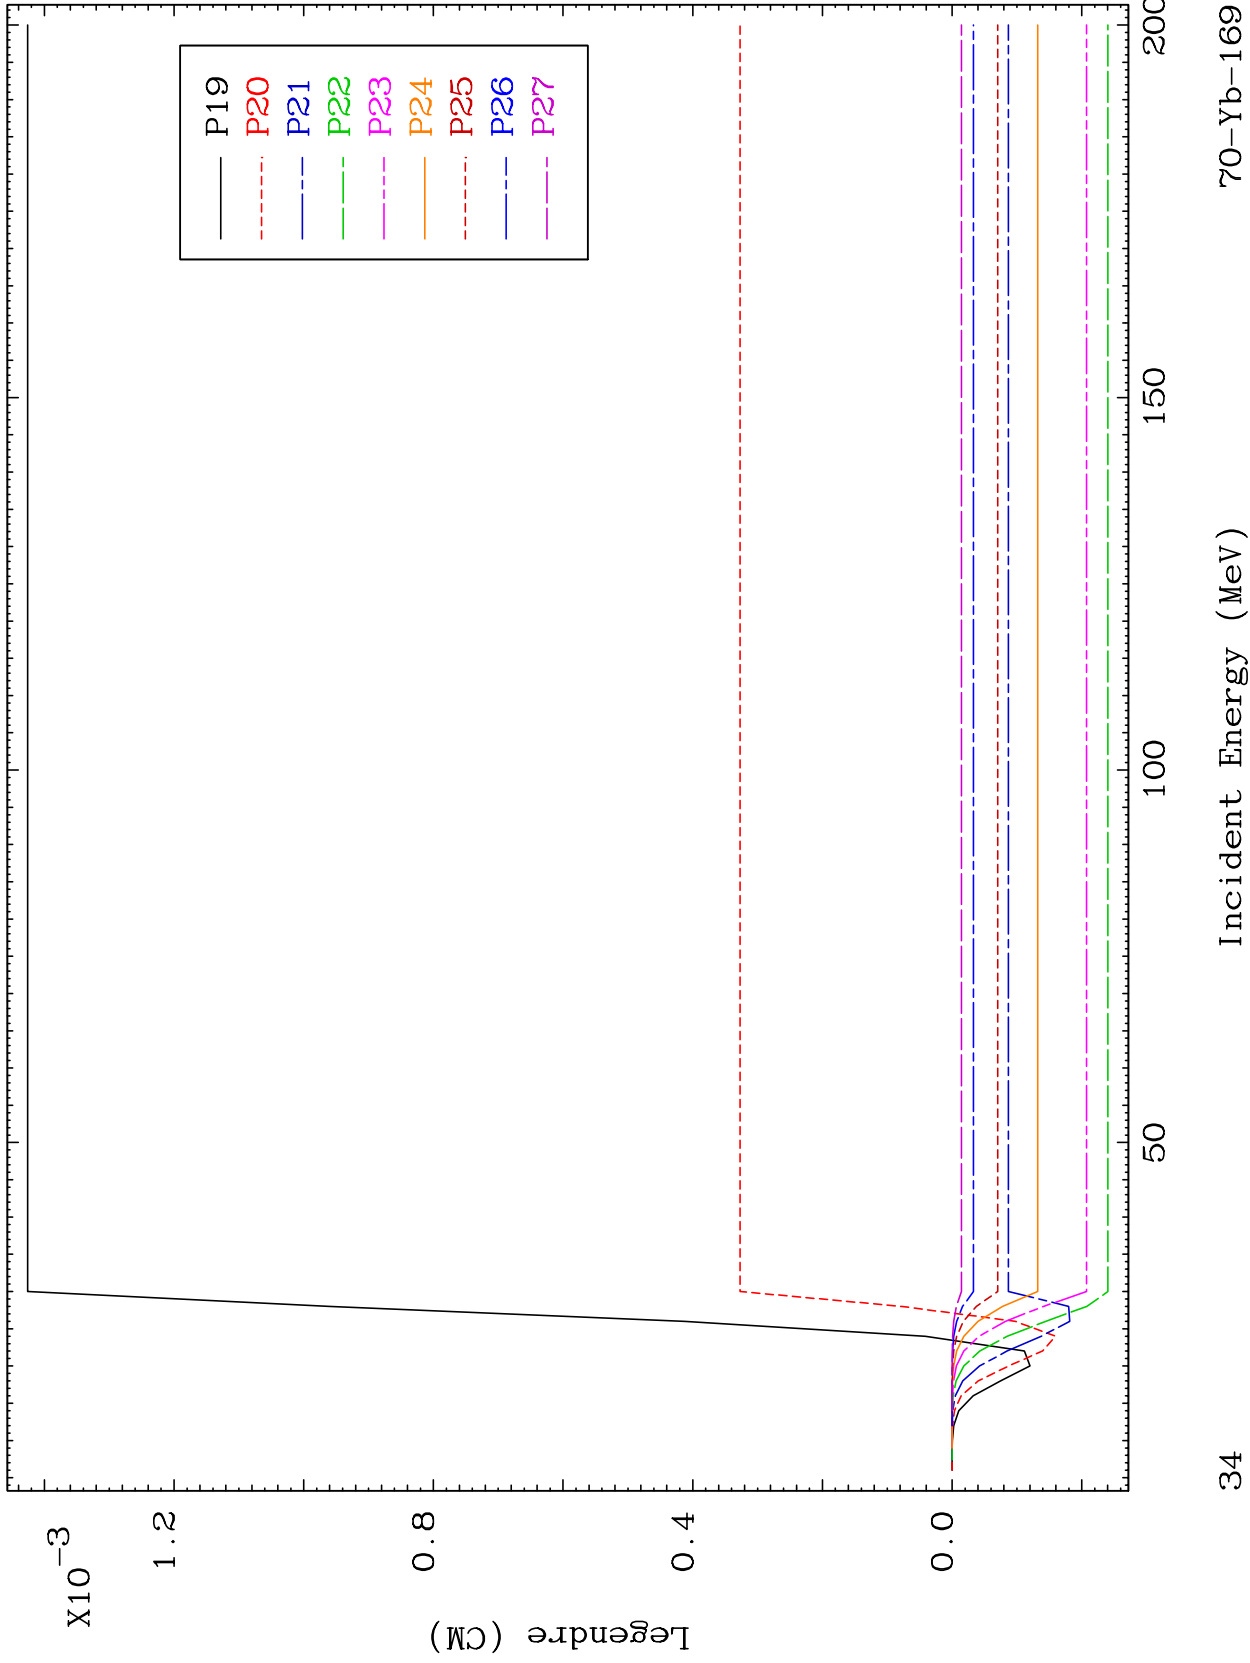 X10-3
1.2
0.8
0.4
0.0
Legendre (CM)
P19
P20
P21
P22
P23
P24
P25
P26
P27
50
100
150
200
Incident Energy (MeV)
34
70-Yb-169